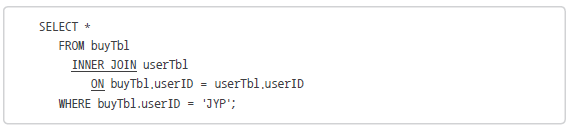 SELECT *
FROM buyTbl
INNER JOIN userTbl
ON buyTbl.userID = userTbl.userID
WHERE buyTbl.userID = 'JYP';